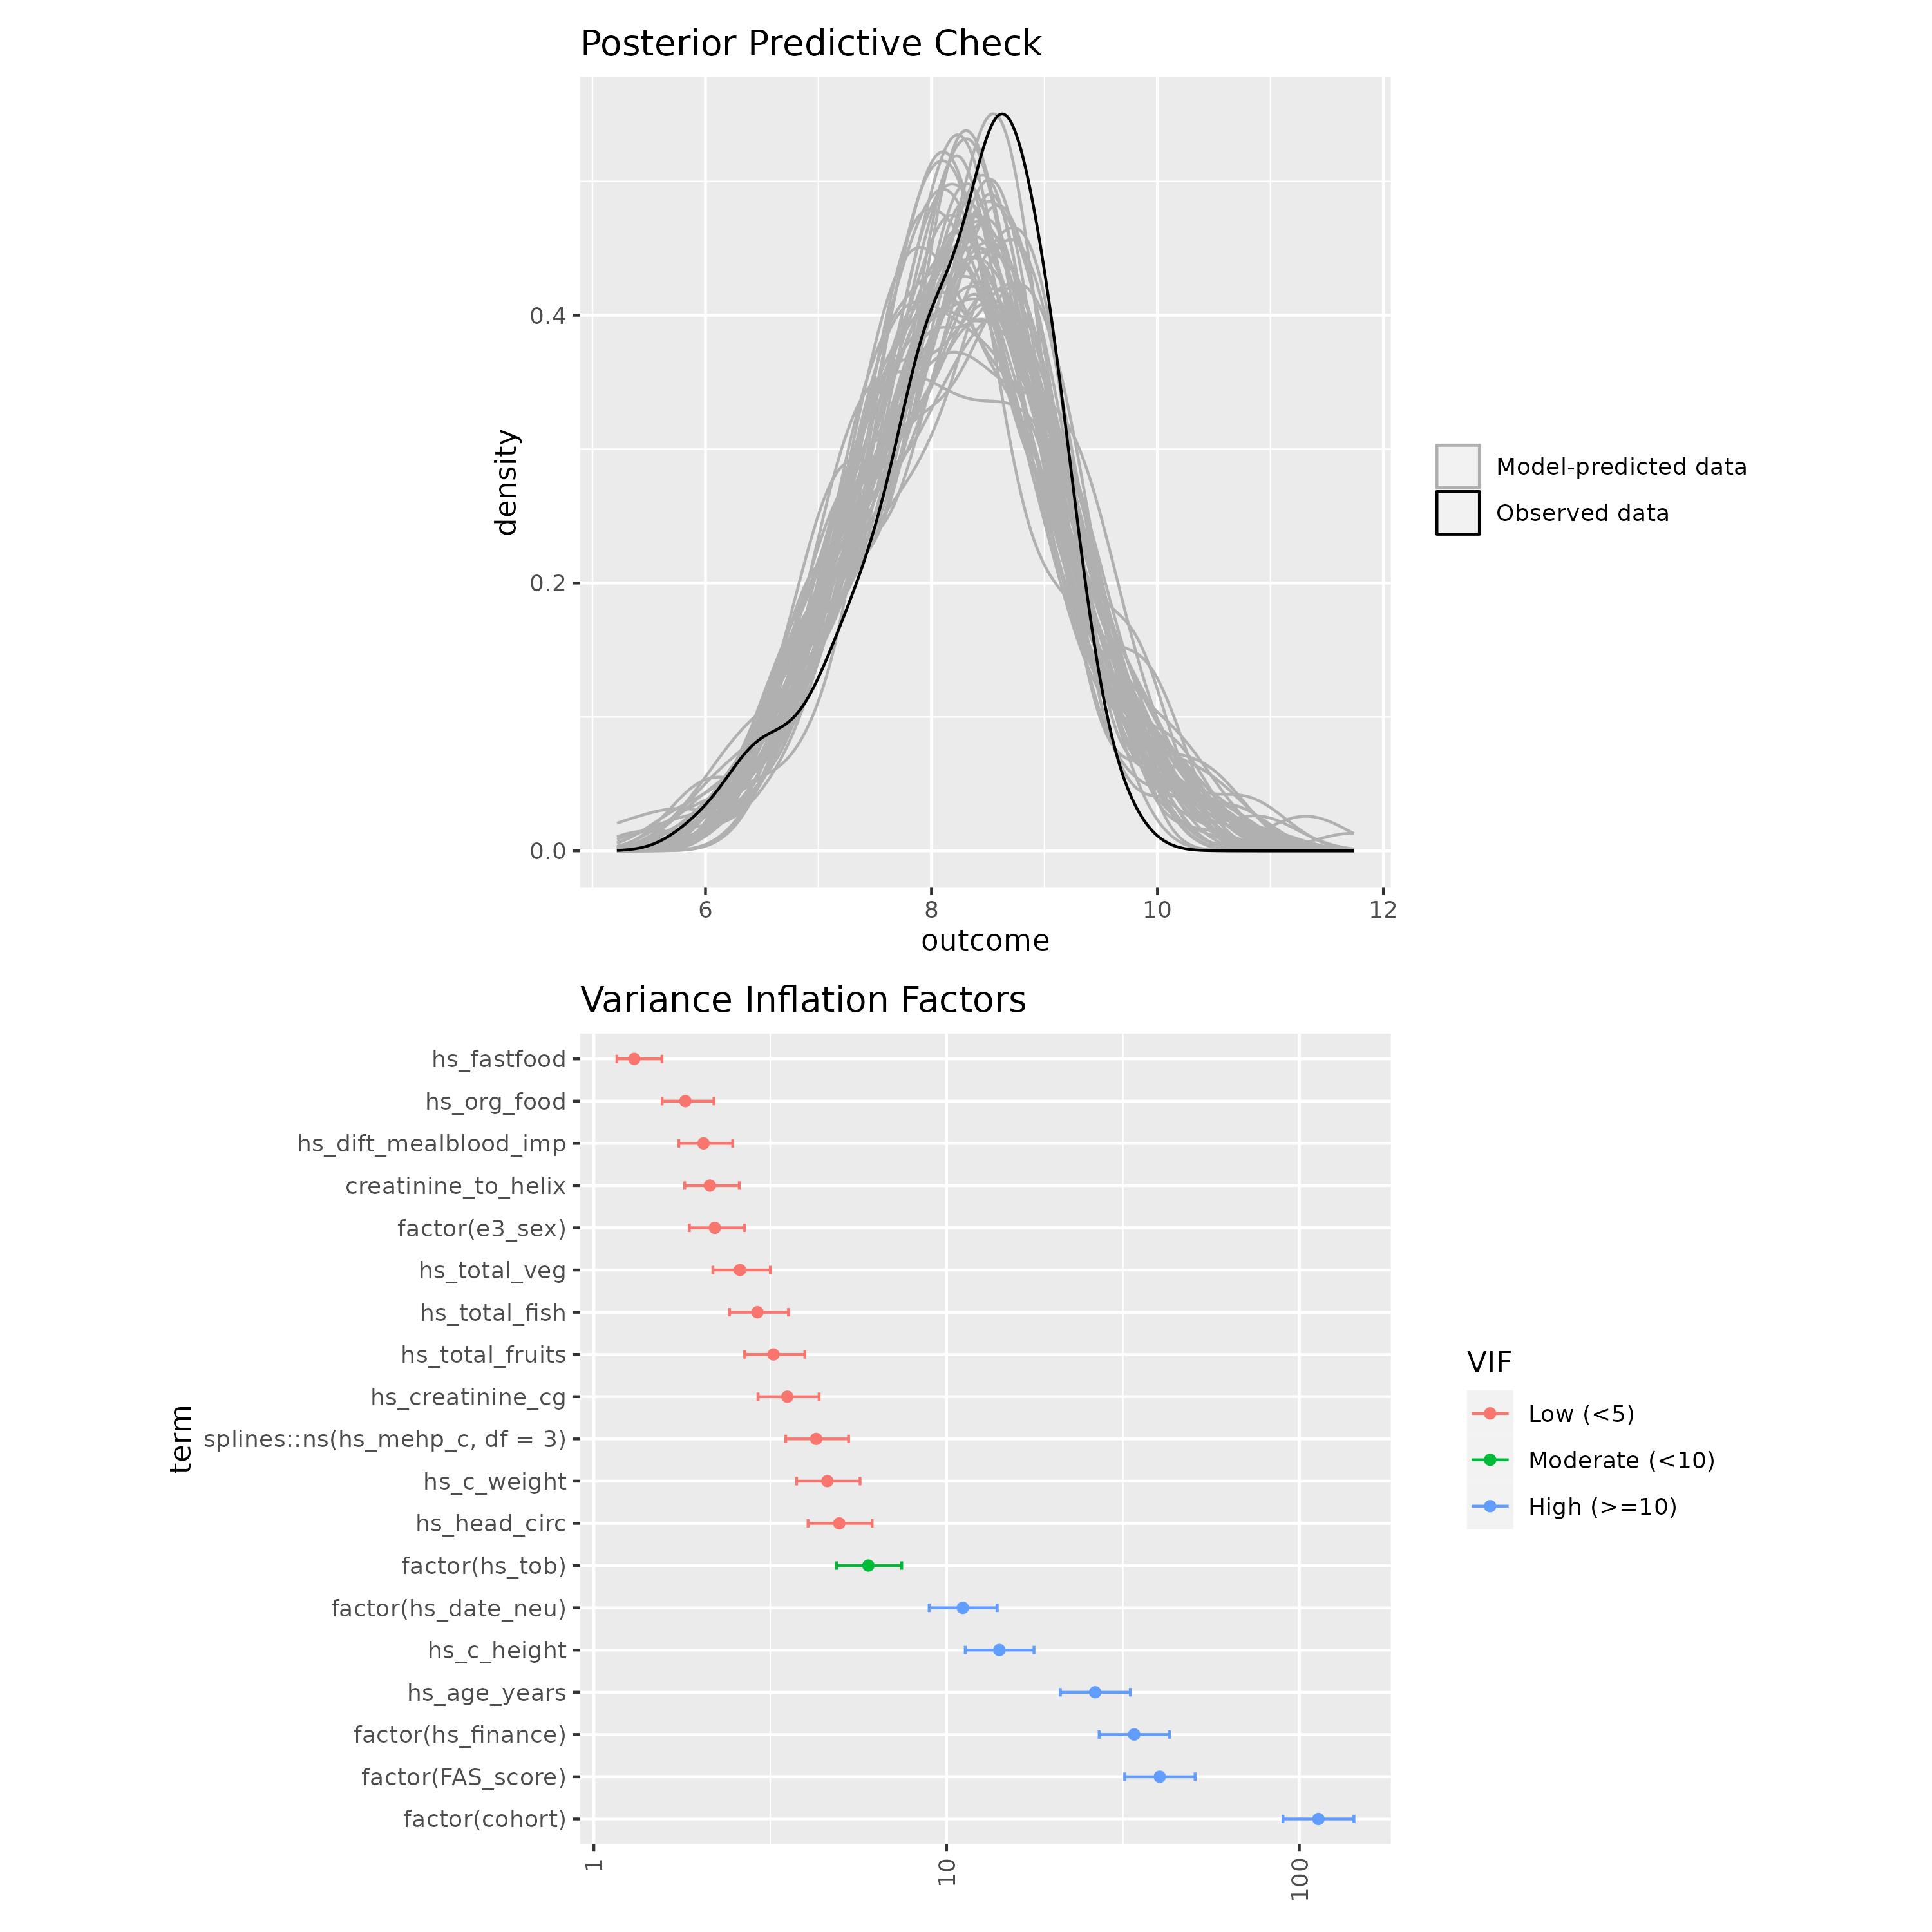 Posterior Predictive Check
density
0.4
0.2
0.0
6
8
10
12
outcome
Model-predicted data
Observed data
Variance Inflation Factors
term
hs_fastfood
hs_org_food
hs_dift_mealblood_imp
creatinine_to_helix
factor(e3_sex)
hs_total_veg
hs_total_fish
hs_total_fruits
hs_creatinine_cg
splines::ns(hs_mehp_c, df = 3)
hs_c_weight
hs_head_circ
factor(hs_tob)
factor(hs_date_neu)
hs_c_height
hs_age_years
factor(hs_finance)
factor(FAS_score)
factor(cohort)
1
10
100
VIF
Low (<5)
Moderate (<10)
High (>=10)